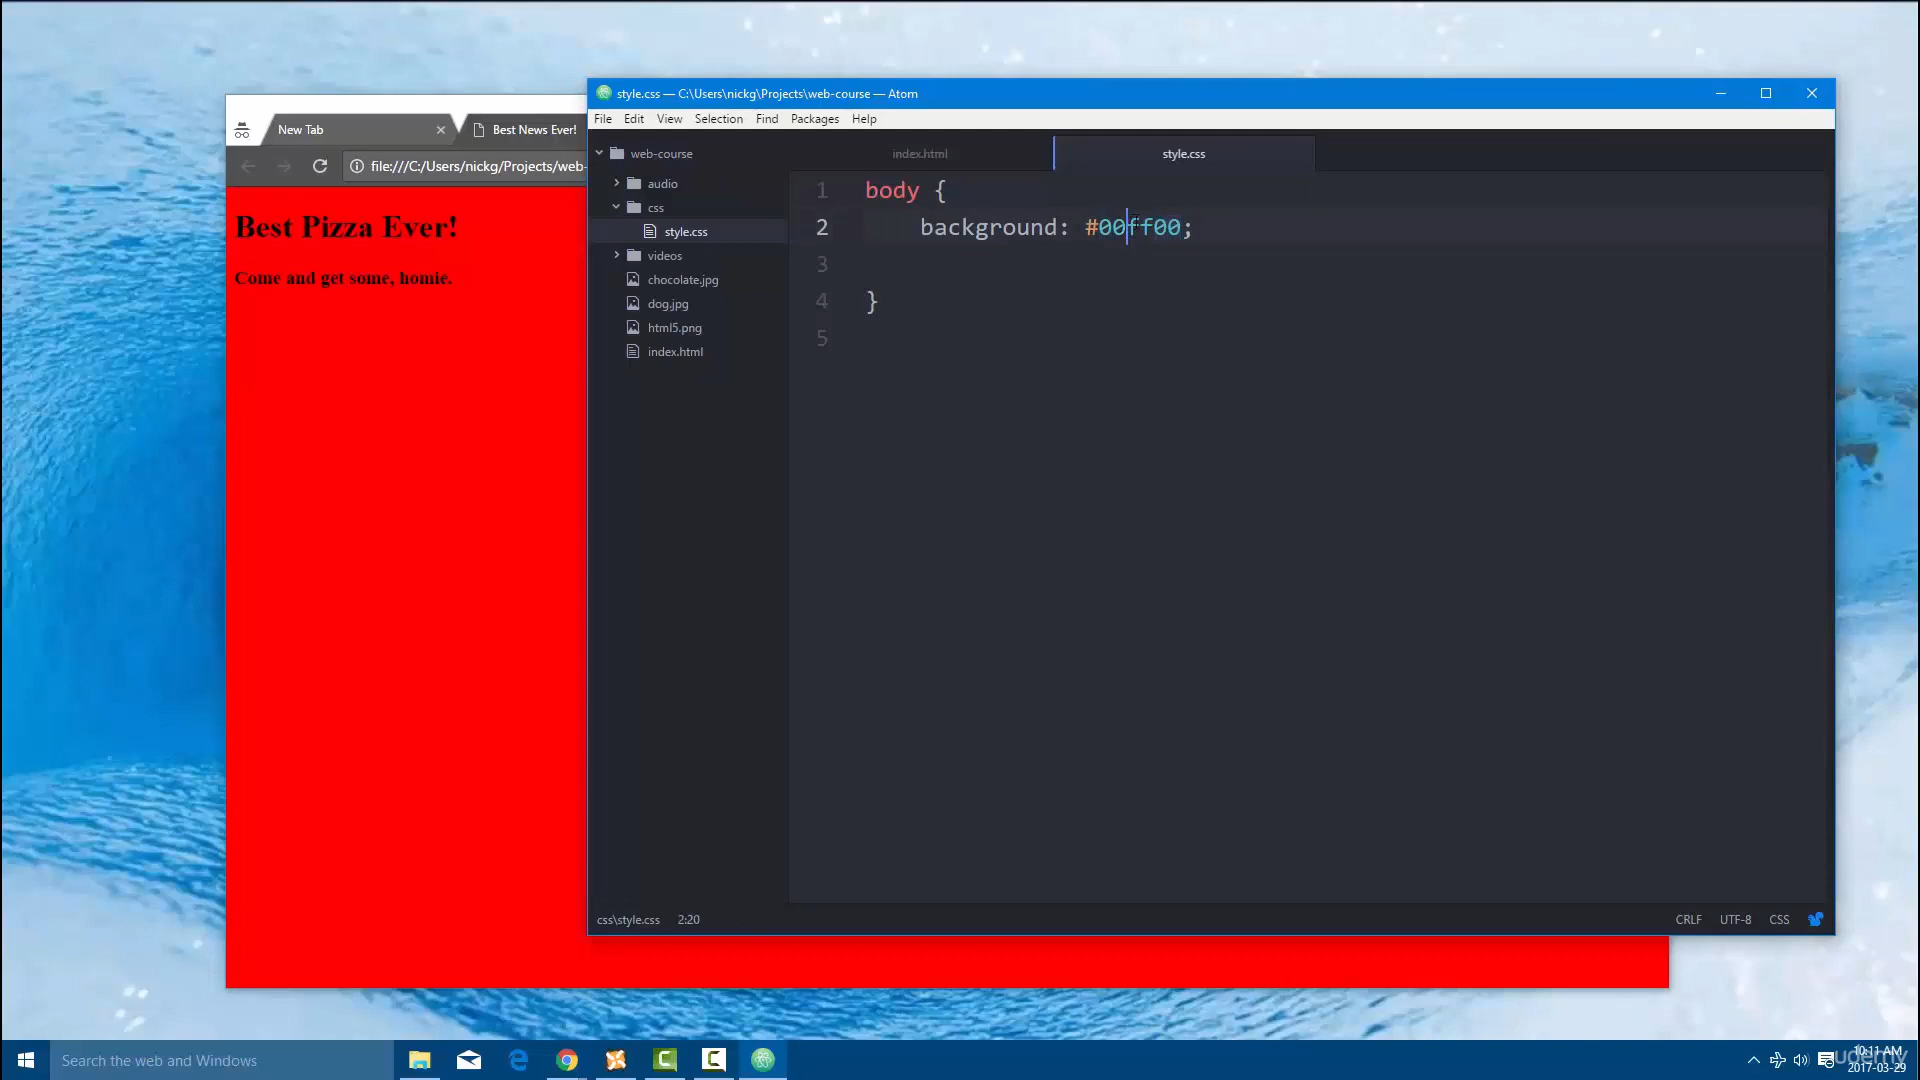 New Tab
Best News Ever!
file:///C:/Users/nickg/Projects/web-
Best Pizza Ever!
Come and get some, homie.
style.css — C:\Users\nickg\Projects\web-course — Atom
File Edit View Selection Find Packages Help
web-course
audio
css
style.css
videos
chocolate.jpg
dog.jpg
html5.png
index.html
index.html
style.css
1 body {
2 background: #00ff00;
3
4 }
5
css\style.css 2:20
CRLF UTF-8 CSS
Search the web and Windows
10:11 AM
udemy
2017-03-29